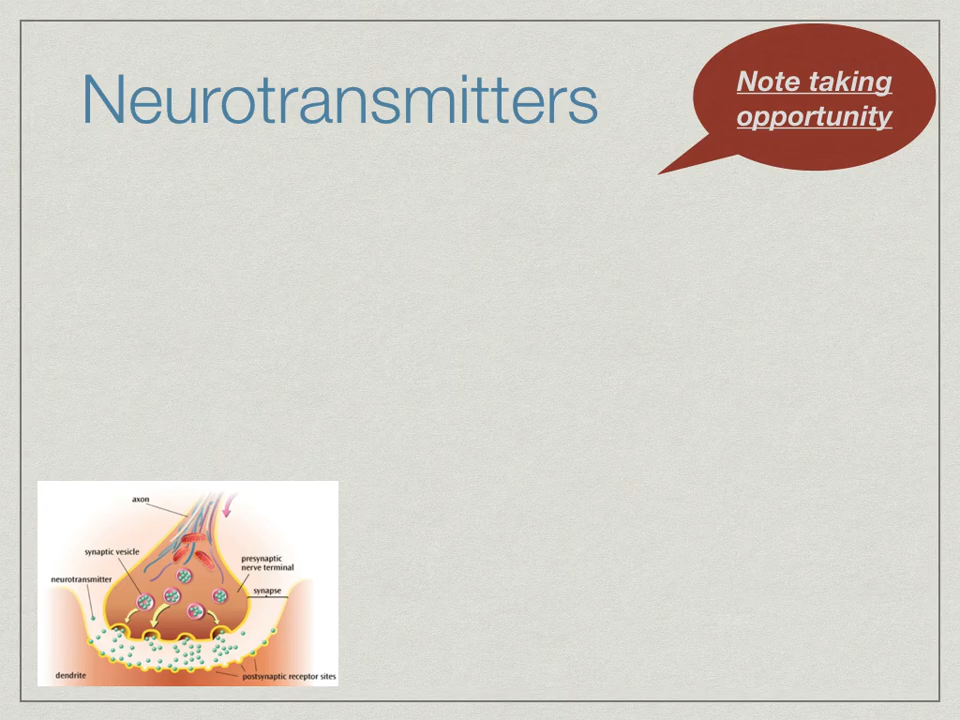 Neurotransmitters
Note taking
opportunity
axon
synaptic vesicle
presynaptic
nerve terminal
neurotransmitter
synapse
dendrite
postsynaptic receptor sites